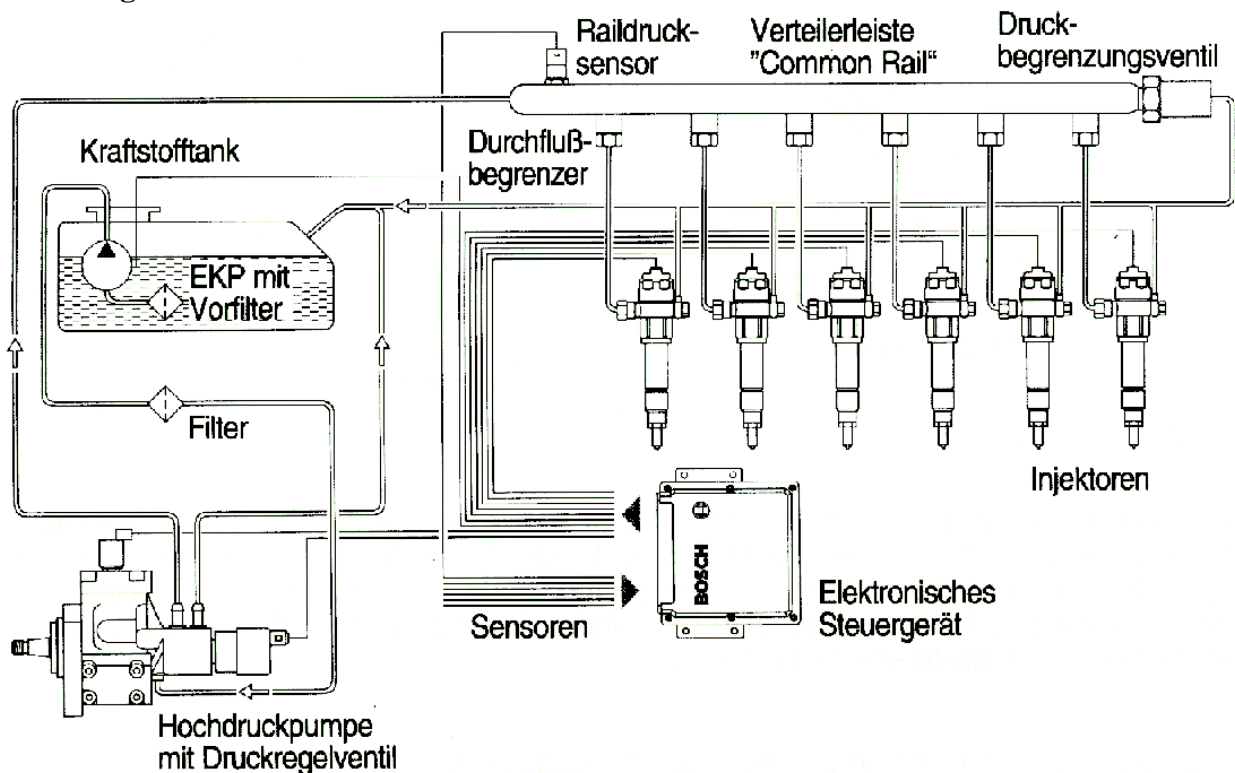 Raildruck-
sensor
Verteilerleiste
"Common Rail“
Druck-
begrenzungsventil
Kraftstofftank
Durchfluß-
begrenzer
EKP mit
Vorfilter
Filter
Injektoren
BOSCH
Elektronisches
Steuergerät
Sensoren
Hochdruckpumpe
mit Druckregelventil